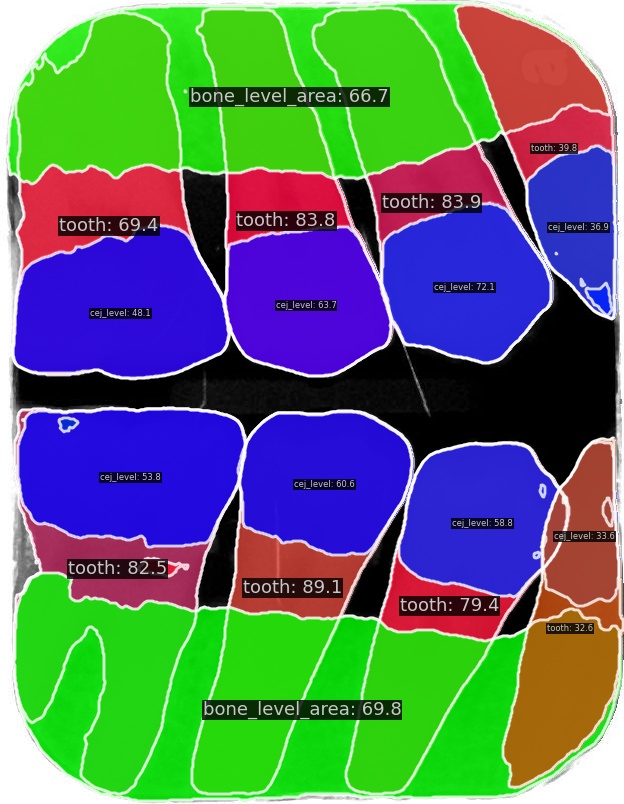 bone_level_area: 66.7
tooth: 39.8
tooth: 83.9
tooth: 83.8
tooth: 69.4
cej_level: 36.9
cej_level: 72.1
cej_level: 63.7
cej_level: 48.1
cej_level: 53.8
cej_level: 60.6
cej_level: 58.8
cej_level: 33.6
tooth: 82.5
tooth: 89.1
tooth: 79.4
tooth: 32.6
bone_level_area: 69.8